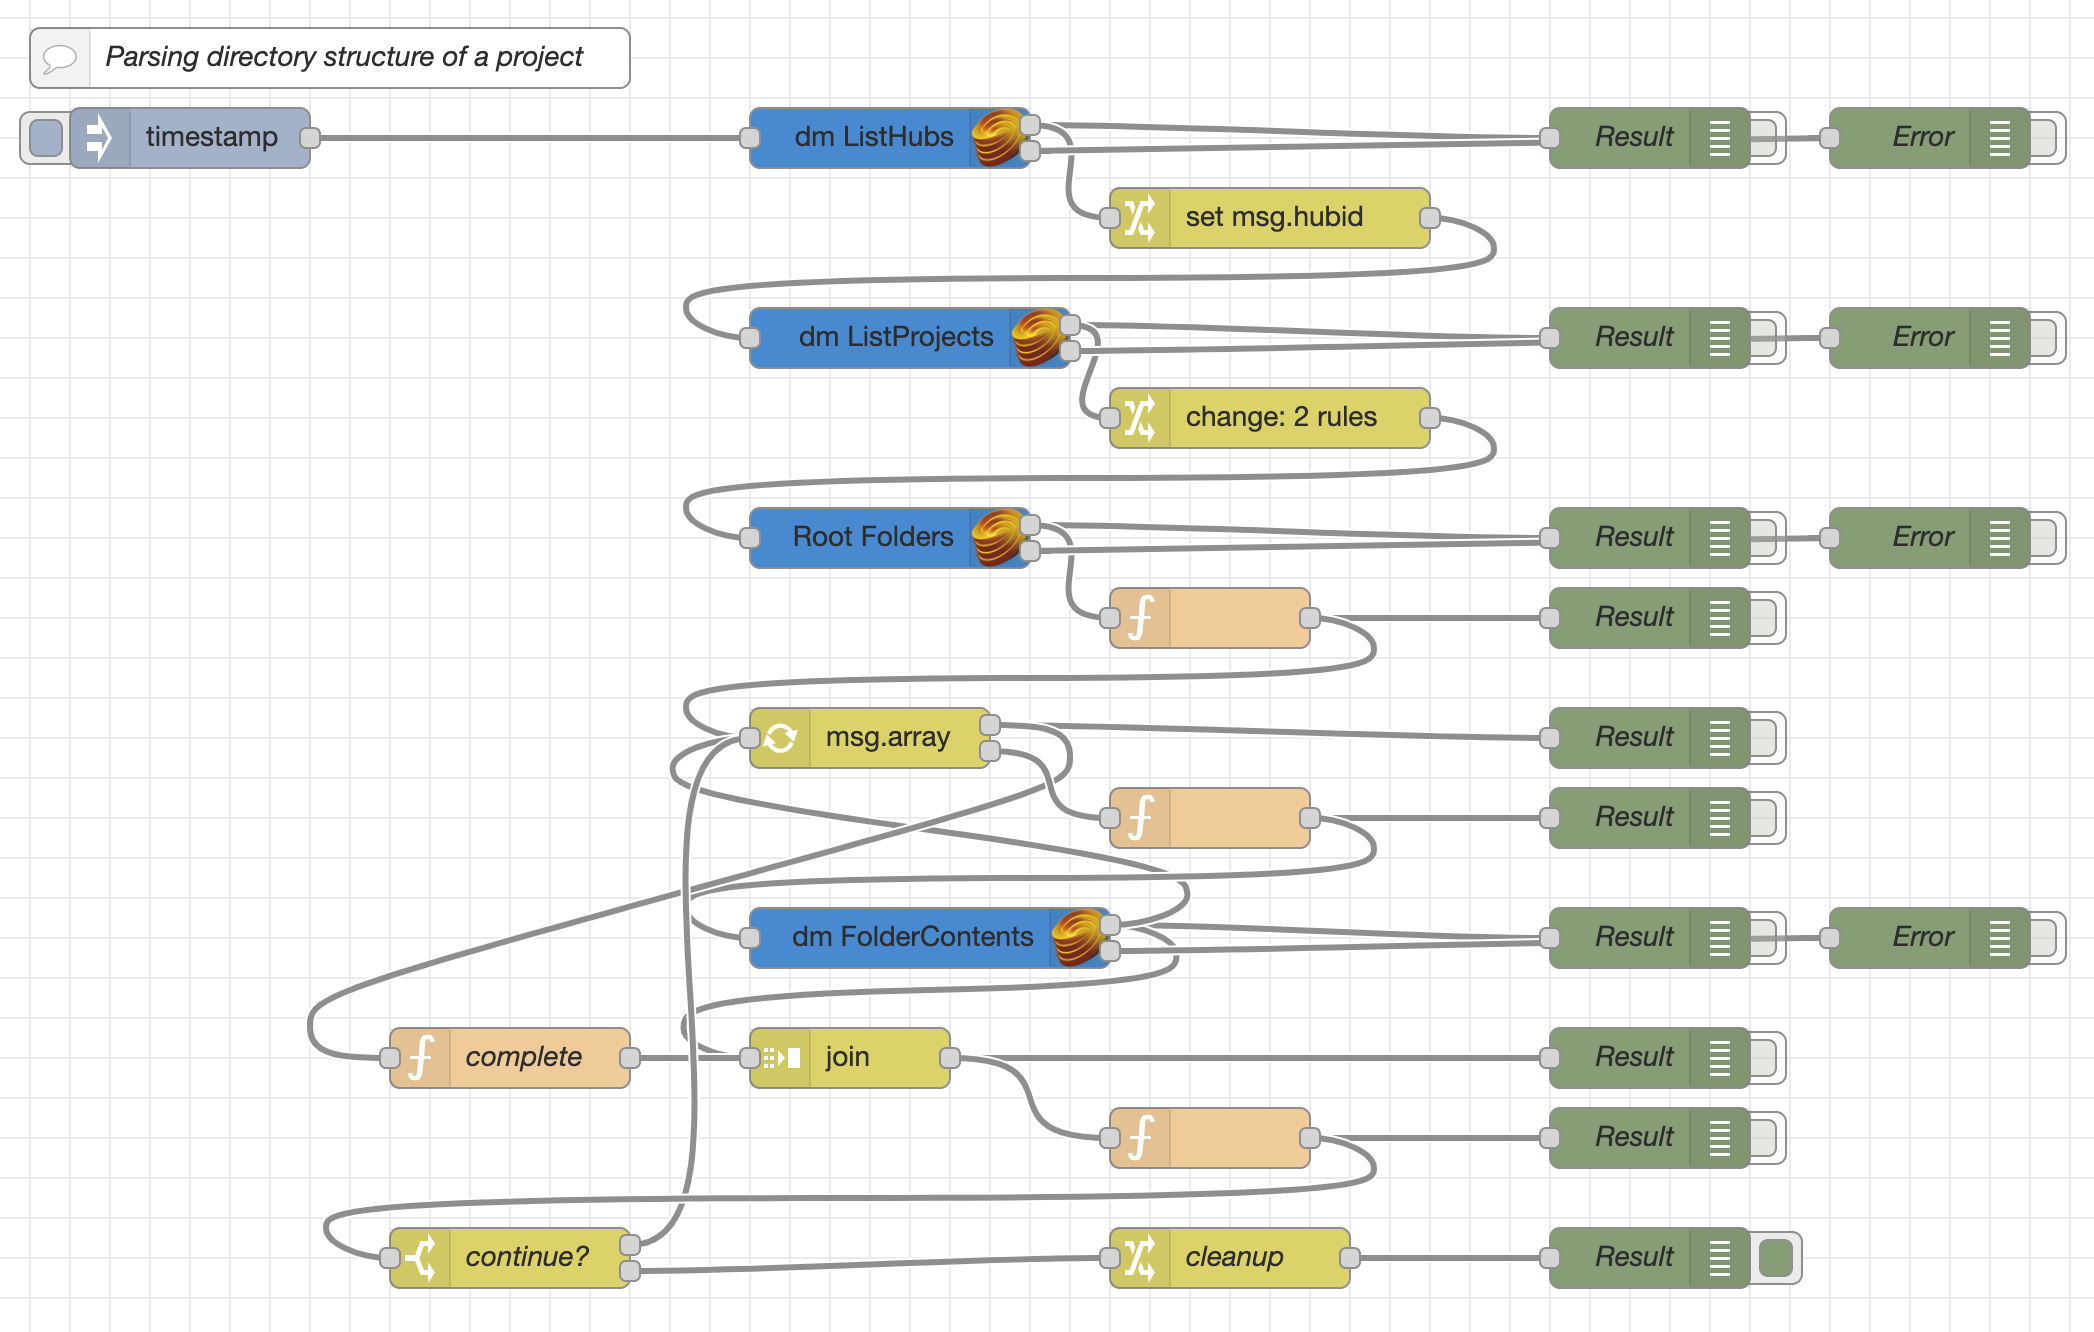 Parsing directory structure of a project
timestamp
dm ListHubs
Result
Error
set msg.hubid
dm ListProjects
Result
Error
change: 2 rules
Root Folders
Result
Error
Result
msg.array
Result
Result
dm FolderContents
Result
Error
complete
join
Result
Result
continue?
cleanup
Result